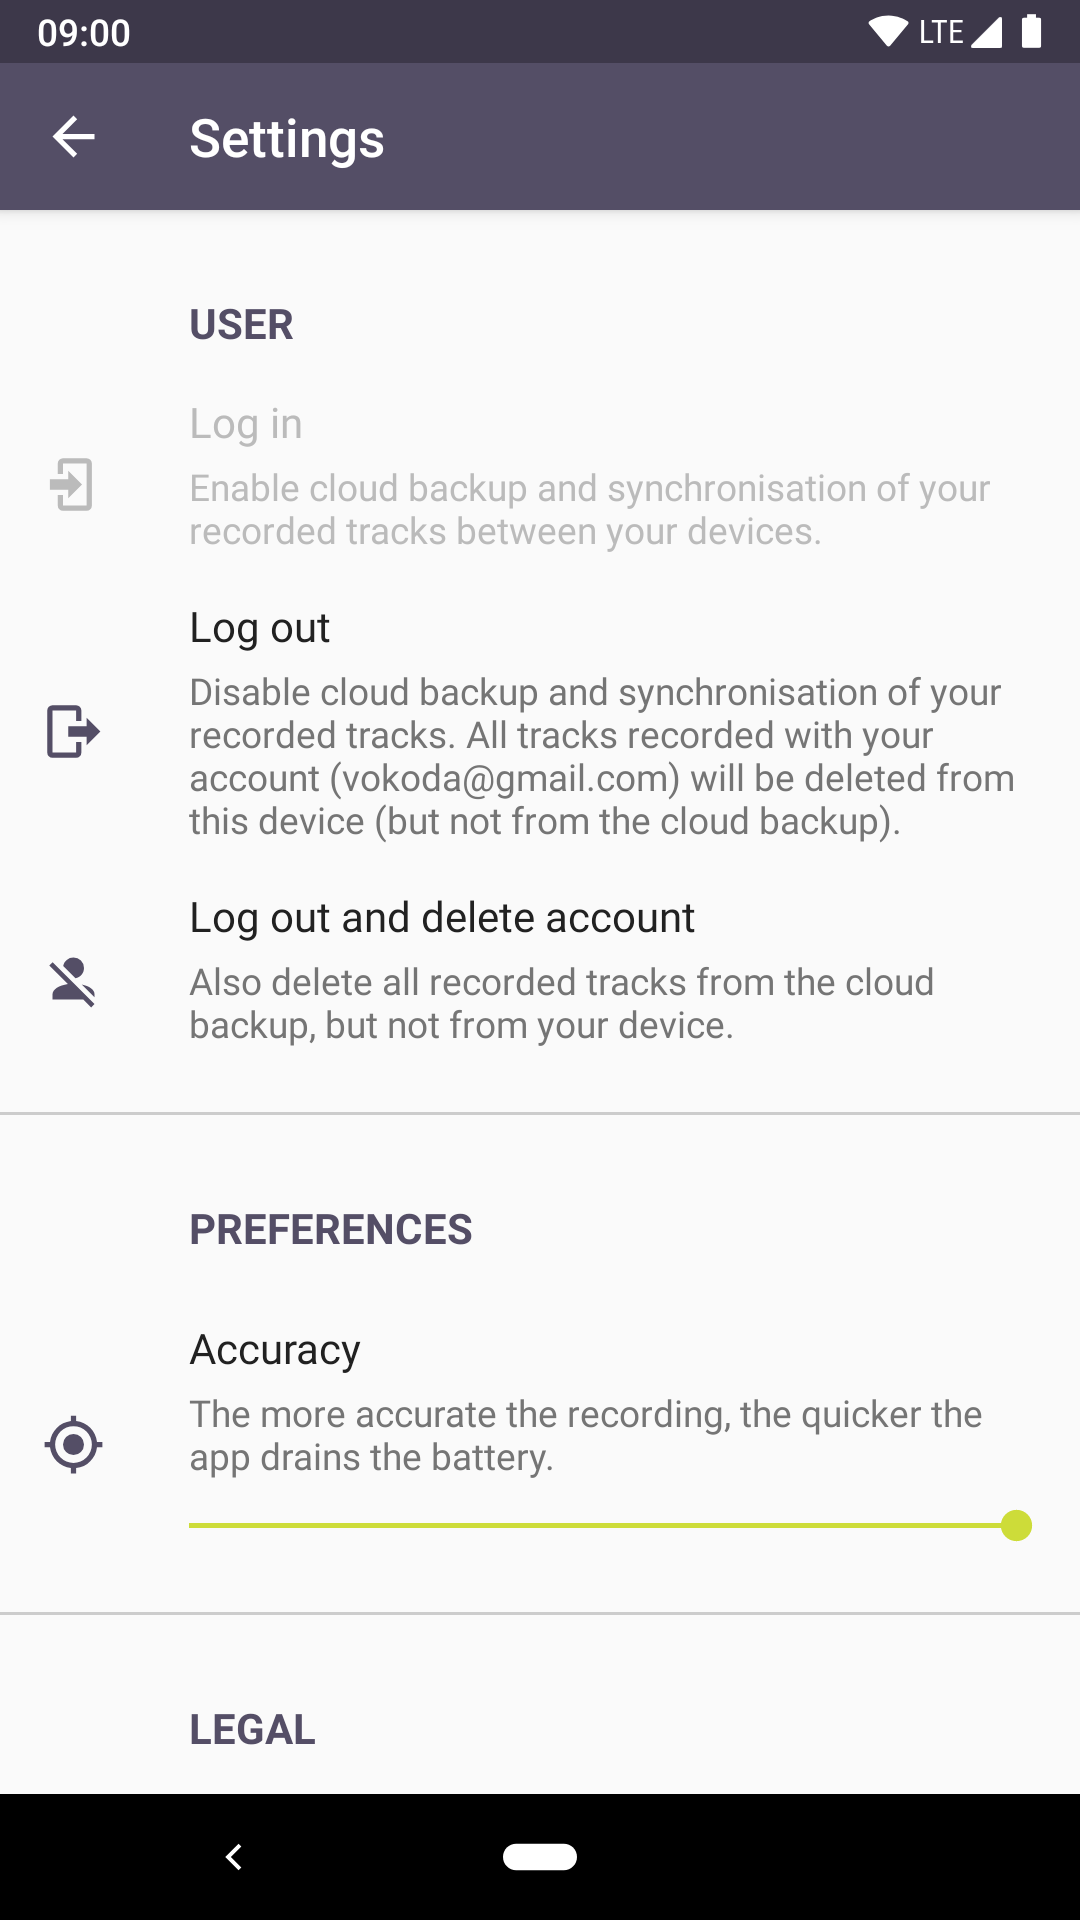 09:00
LTE
Settings
USER
Log in
Enable cloud backup and synchronisation of your
recorded tracks between your devices.
Log out
Disable cloud backup and synchronisation of your
recorded tracks. All tracks recorded with your
account (vokoda@gmail.com) will be deleted from
this device (but not from the cloud backup).
Log out and delete account
Also delete all recorded tracks from the cloud
backup, but not from your device.
PREFERENCES
Accuracy
The more accurate the recording, the quicker the
app drains the battery.
LEGAL